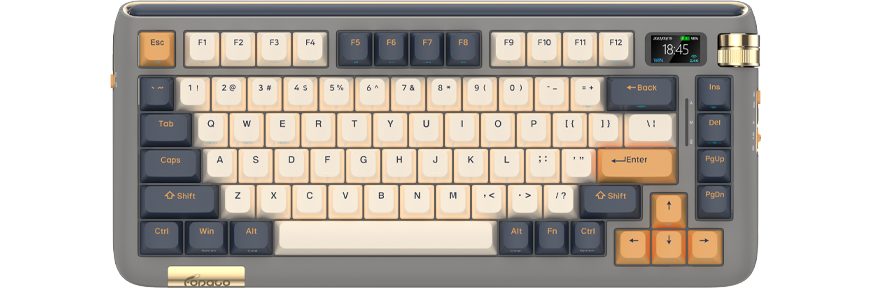 Esc F1 F2 F3 F4 F5 F6 F7 F8 F9 F10 F11 F12 18:45
` ~ 1 ! 2 @ 3 # 4 $ 5 % 6 ^ 7 & 8 * 9 ( 0 ) - _ = + ←Back Ins
Tab Q W E R T Y U I O P [ { ] } \ | Del
Caps A S D F G H J K L ; : ' " Enter PgUp
Shift Z X C V B N M , < . > / ? Shift ↑ PgDn
Ctrl Win Alt Alt Fn Ctrl ← ↓ →